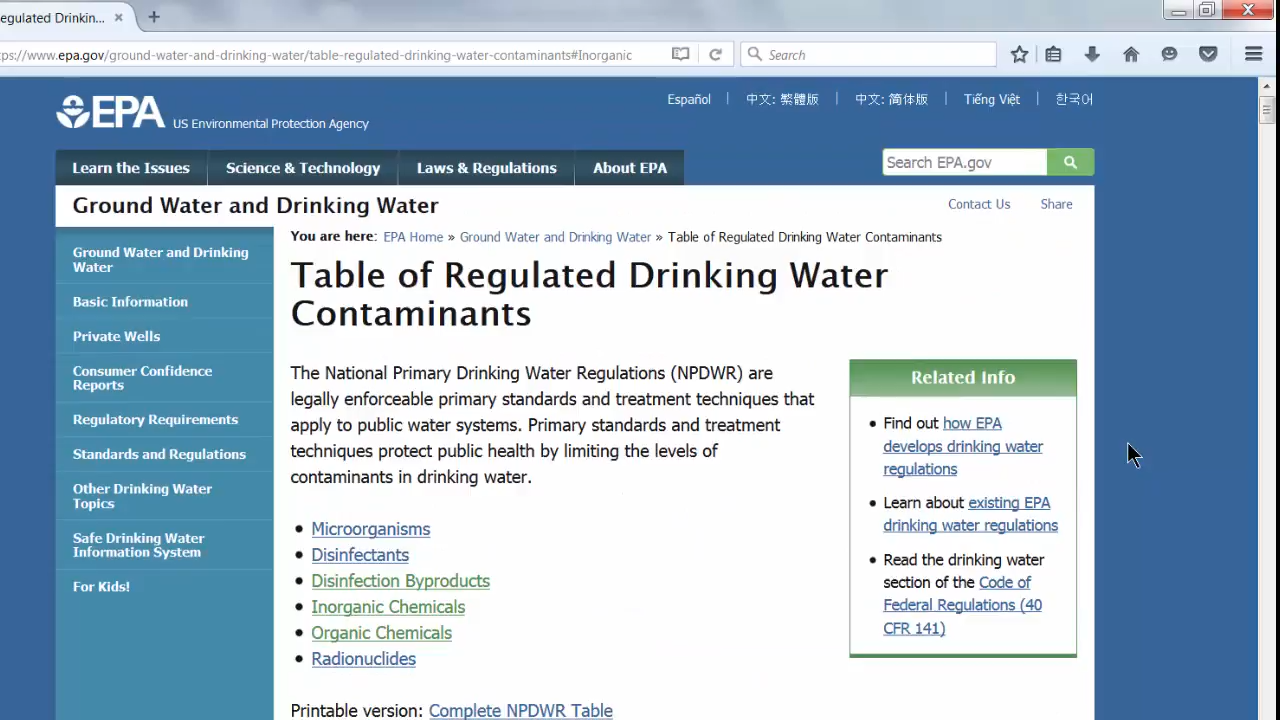 egulated Drinkin...
ps://www.epa.gov/ground-water-and-drinking-water/table-regulated-drinking-water-contaminants#Inorganic
Search
Español | 中文: 繁體版 | 中文: 简体版 | Tiếng Việt | 한국어
EPA US Environmental Protection Agency
Learn the Issues
Science & Technology
Laws & Regulations
About EPA
Search EPA.gov
Ground Water and Drinking Water
Contact Us
Share
Ground Water and Drinking
Water
Basic Information
Private Wells
Consumer Confidence
Reports
Regulatory Requirements
Standards and Regulations
Other Drinking Water
Topics
Safe Drinking Water
Information System
For Kids!
You are here: EPA Home » Ground Water and Drinking Water » Table of Regulated Drinking Water Contaminants
Table of Regulated Drinking Water
Contaminants
The National Primary Drinking Water Regulations (NPDWR) are
legally enforceable primary standards and treatment techniques that
apply to public water systems. Primary standards and treatment
techniques protect public health by limiting the levels of
contaminants in drinking water.
• Microorganisms
• Disinfectants
• Disinfection Byproducts
• Inorganic Chemicals
• Organic Chemicals
• Radionuclides
Printable version: Complete NPDWR Table
Related Info
• Find out how EPA
develops drinking water
regulations
• Learn about existing EPA
drinking water regulations
• Read the drinking water
section of the Code of
Federal Regulations (40
CFR 141)